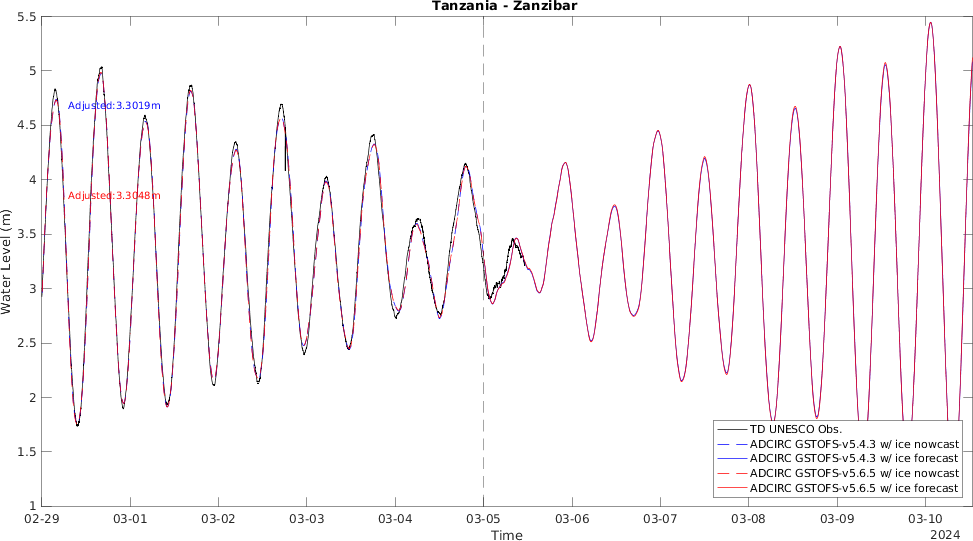 Tanzania - Zanzibar
5.5
5
4.5
4
3.5
3
2.5
2
1.5
1
Water Level (m)
Adjusted:3.3019m
Adjusted:3.3048m
TD UNESCO Obs.
ADCIRC GSTOFS-v5.4.3 w/ ice nowcast
ADCIRC GSTOFS-v5.4.3 w/ ice forecast
ADCIRC GSTOFS-v5.6.5 w/ ice nowcast
ADCIRC GSTOFS-v5.6.5 w/ ice forecast
02-29 03-01 03-02 03-03 03-04 03-05 03-06 03-07 03-08 03-09 03-10
Time
2024